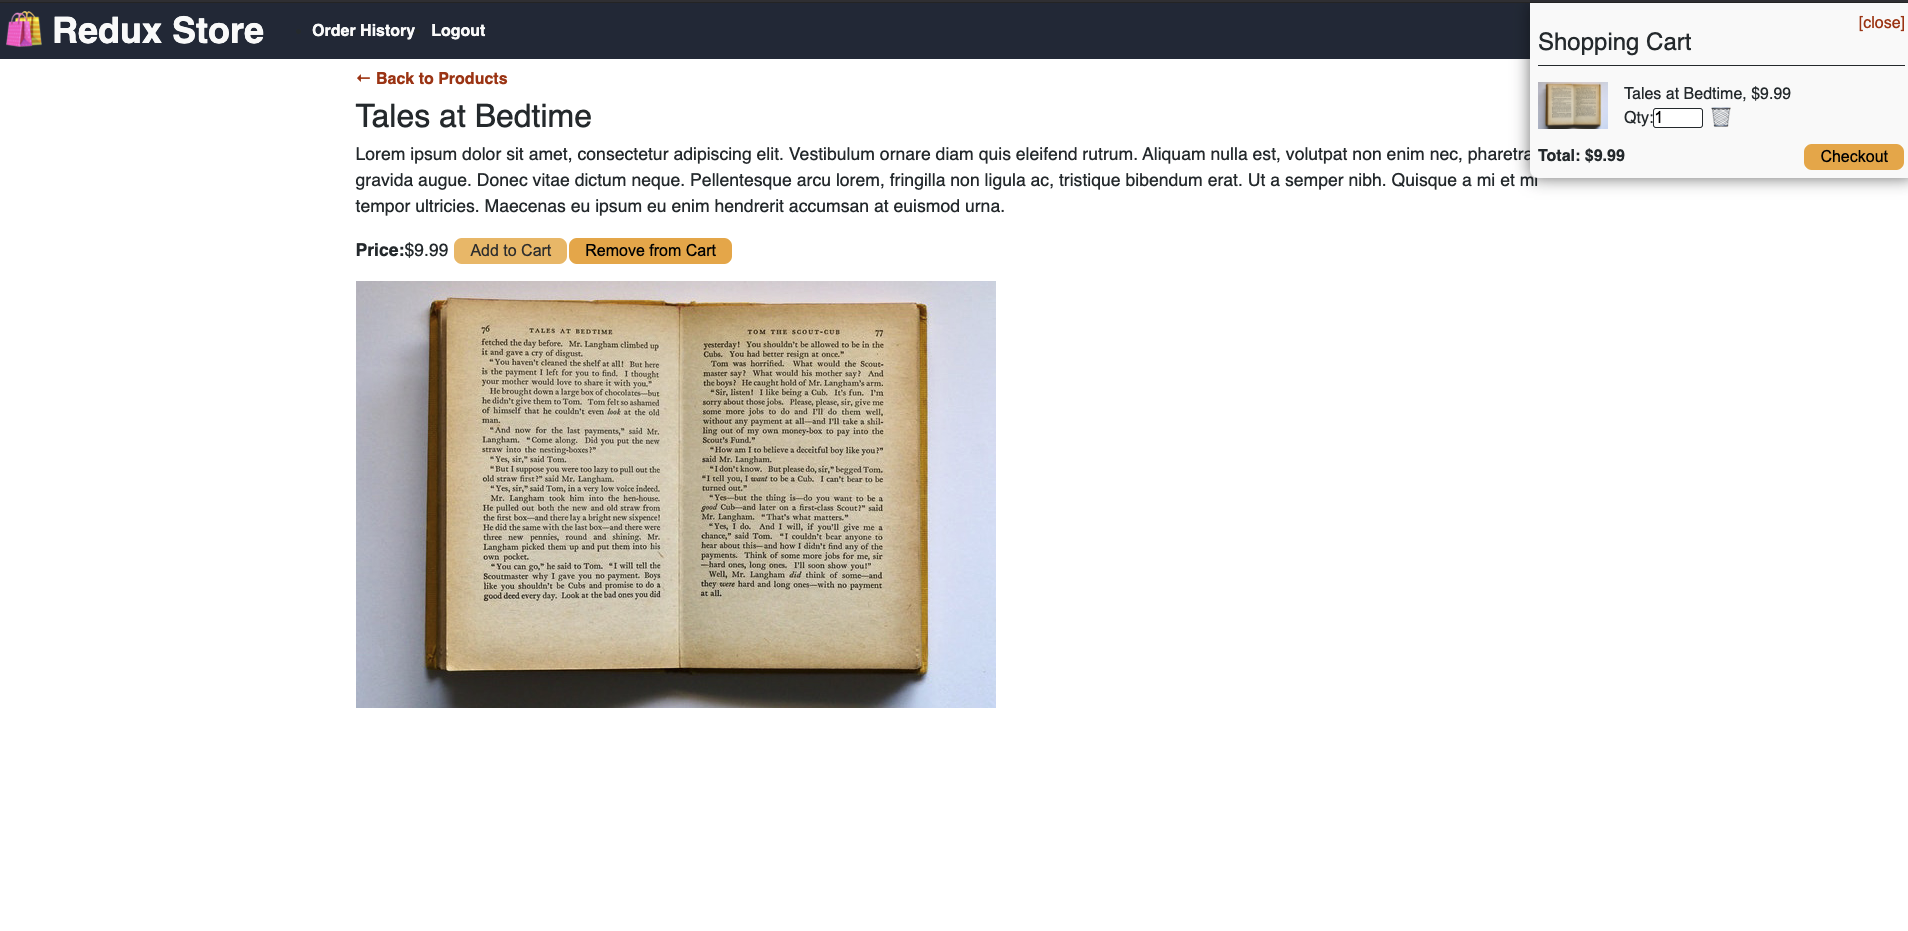 Redux Store
Order History
Logout
[close]
Shopping Cart
Tales at Bedtime, $9.99
Qty:1
Total: $9.99
Checkout
← Back to Products
Tales at Bedtime
Lorem ipsum dolor sit amet, consectetur adipiscing elit. Vestibulum ornare diam quis eleifend rutrum. Aliquam nulla est, volutpat non enim nec, pharetra
gravida augue. Donec vitae dictum neque. Pellentesque arcu lorem, fringilla non ligula ac, tristique bibendum erat. Ut a semper nibh. Quisque a mi et mi
tempor ultricies. Maecenas eu ipsum eu enim hendrerit accumsan at euismod urna.
Price:$9.99 Add to Cart Remove from Cart
76 TALES AT BEDTIME
fetched the day before. Mr. Langham climbed up
it and gave a cry of disgust.
"You haven't cleaned the shelf at all! But here
is the payment I left for you to find. I thought
your mother would love to share it with you."
He brought down a large box of chocolates—but
he didn't give them to Tom. Tom felt so ashamed
of himself that he couldn't even look at the old
man.
"And now for the last payments," said Mr.
Langham. "Come along. Did you put the new
straw into the nesting-boxes?"
"Yes, sir," said Tom.
"But I suppose you were too lazy to pull out the
old straw first?" said Mr. Langham.
"Yes, sir," said Tom, in a very low voice indeed.
Mr. Langham took him into the hen-house.
He pulled out both the new and old straw from
the first box—and there lay a bright new sixpence!
He did the same with the last box—and there were
three new pennies, round and shining. Mr.
Langham picked them up and put them into his
own pocket.
"You can go," he said to Tom. "I will tell the
Scoutmaster why I gave you no payment. Boys
like you shouldn't be Cubs and promise to do a
good deed every day. Look at the bad ones you did
TOM THE SCOUT-CUB 77
yesterday! You shouldn't be allowed to be in the
Cubs. You had better resign at once."
Tom was horrified. What would the Scout-
master say? What would his mother say? And
the boys? He caught hold of Mr. Langham's arm.
"Sir, listen! I like being a Cub. It's fun. I'm
sorry about those jobs. Please, please, sir, give me
some more jobs to do and I'll do them well,
without any payment at all—and I'll take a shil-
ling out of my own money-box to pay into the
Scout's Fund."
"How am I to believe a deceitful boy like you?"
said Mr. Langham.
"I don't know. But please do, sir," begged Tom.
"I tell you, I want to be a Cub. I can't bear to be
turned out."
"Yes—but the thing is—do you want to be a
good Cub—and later on a first-class Scout?" said
Mr. Langham. "That's what matters."
"Yes, I do. And I will, if you'll give me a
chance," said Tom. "I couldn't bear anyone to
hear about this—and how I didn't find any of the
payments. Think of some more jobs for me, sir
—hard ones, long ones. I'll soon show you!"
Well, Mr. Langham did think of some—and
they were hard and long ones—with no payment
at all.